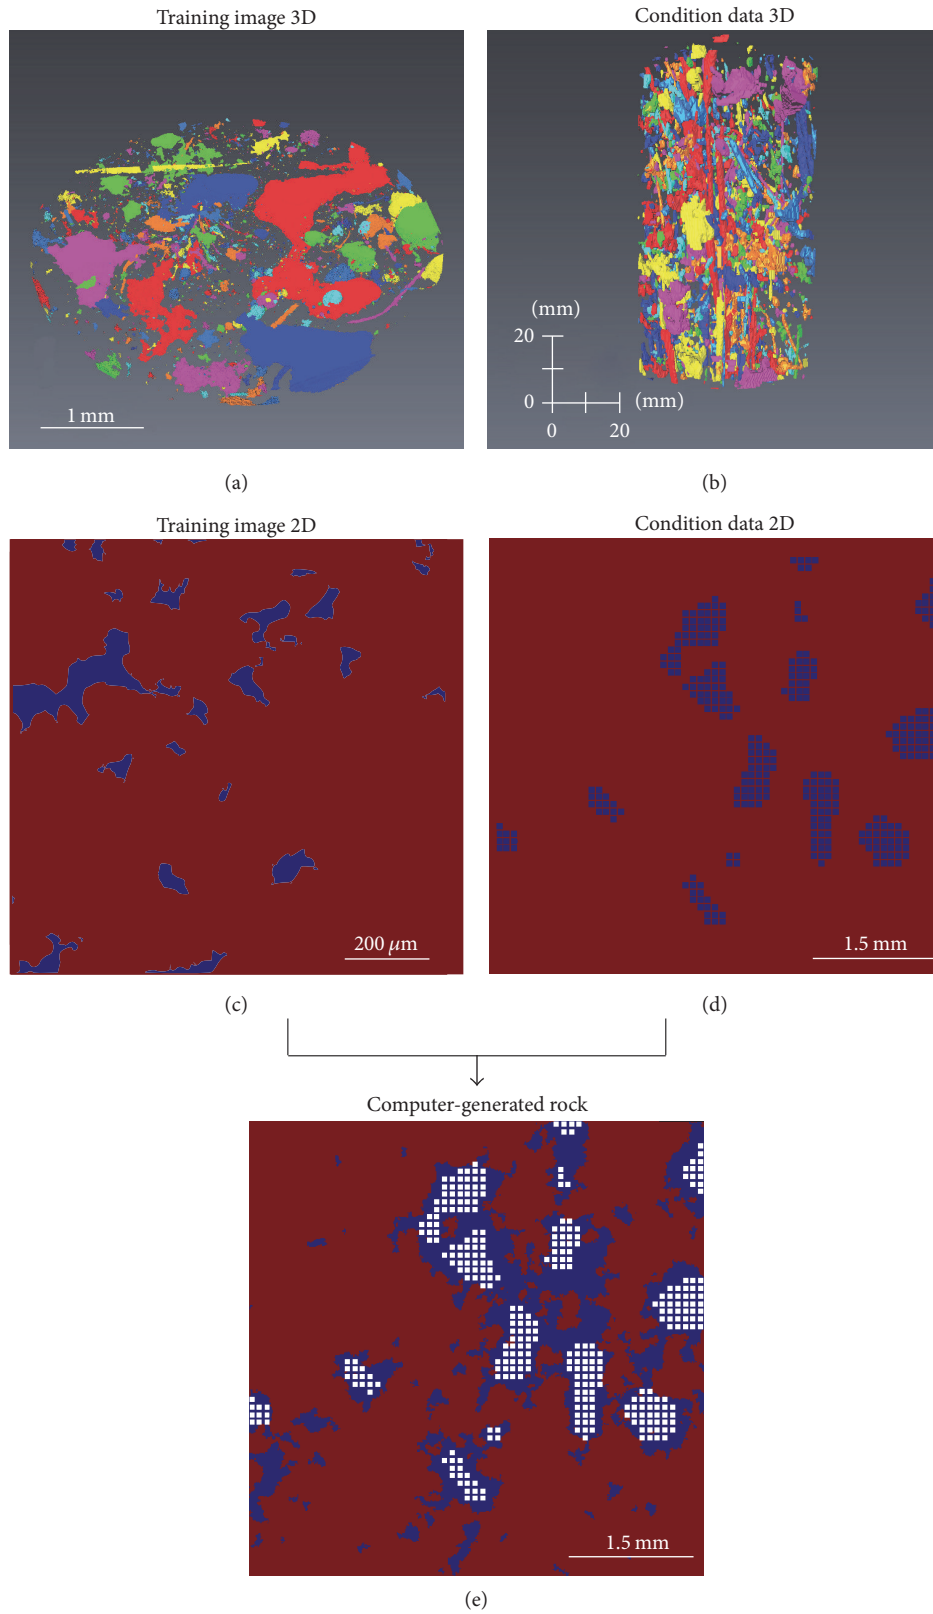 Training image 3D
Condition data 3D
1 mm
(mm)
20
0
(mm)
0
20
(a)
(b)
Training image 2D
Condition data 2D
200 μm
1.5 mm
(c)
(d)
Computer-generated rock
1.5 mm
(e)